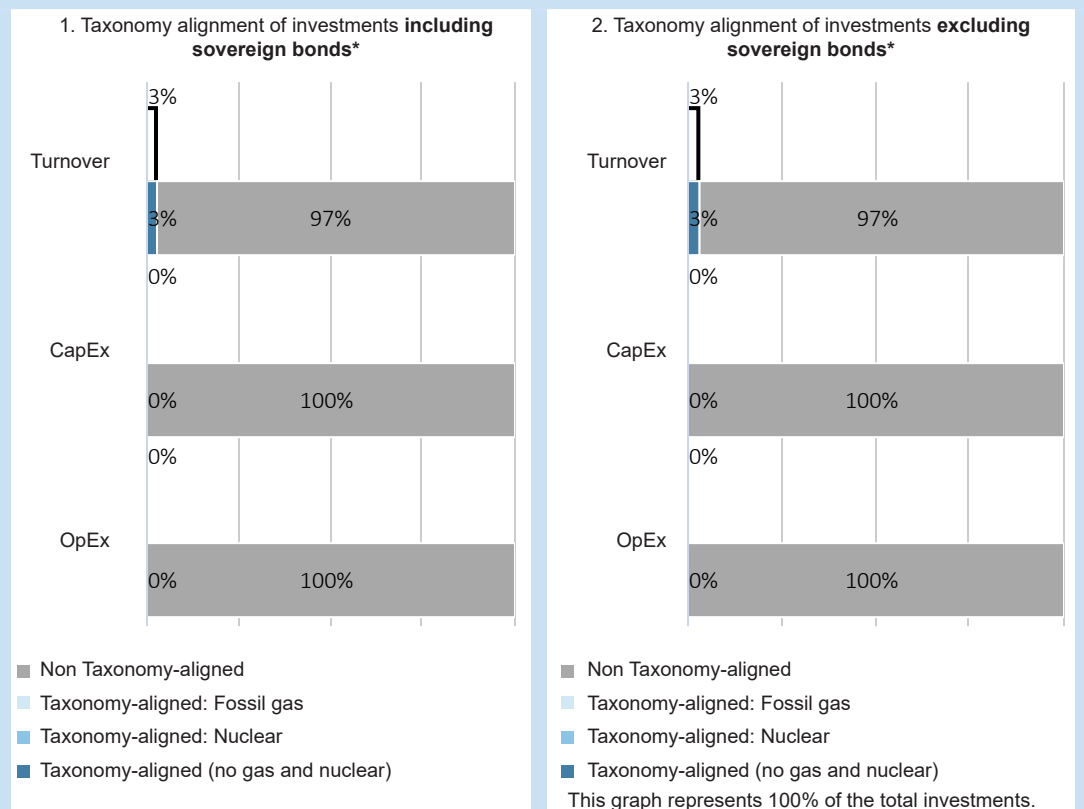 1. Taxonomy alignment of investments including
sovereign bonds*
3%
Turnover
3%
97%
0%
CapEx
0%
100%
0%
OpEx
0%
100%
Non Taxonomy-aligned
Taxonomy-aligned: Fossil gas
Taxonomy-aligned: Nuclear
Taxonomy-aligned (no gas and nuclear)
2. Taxonomy alignment of investments excluding
sovereign bonds*
3%
Turnover
3%
97%
0%
CapEx
0%
100%
0%
OpEx
0%
100%
Non Taxonomy-aligned
Taxonomy-aligned: Fossil gas
Taxonomy-aligned: Nuclear
Taxonomy-aligned (no gas and nuclear)
This graph represents 100% of the total investments.